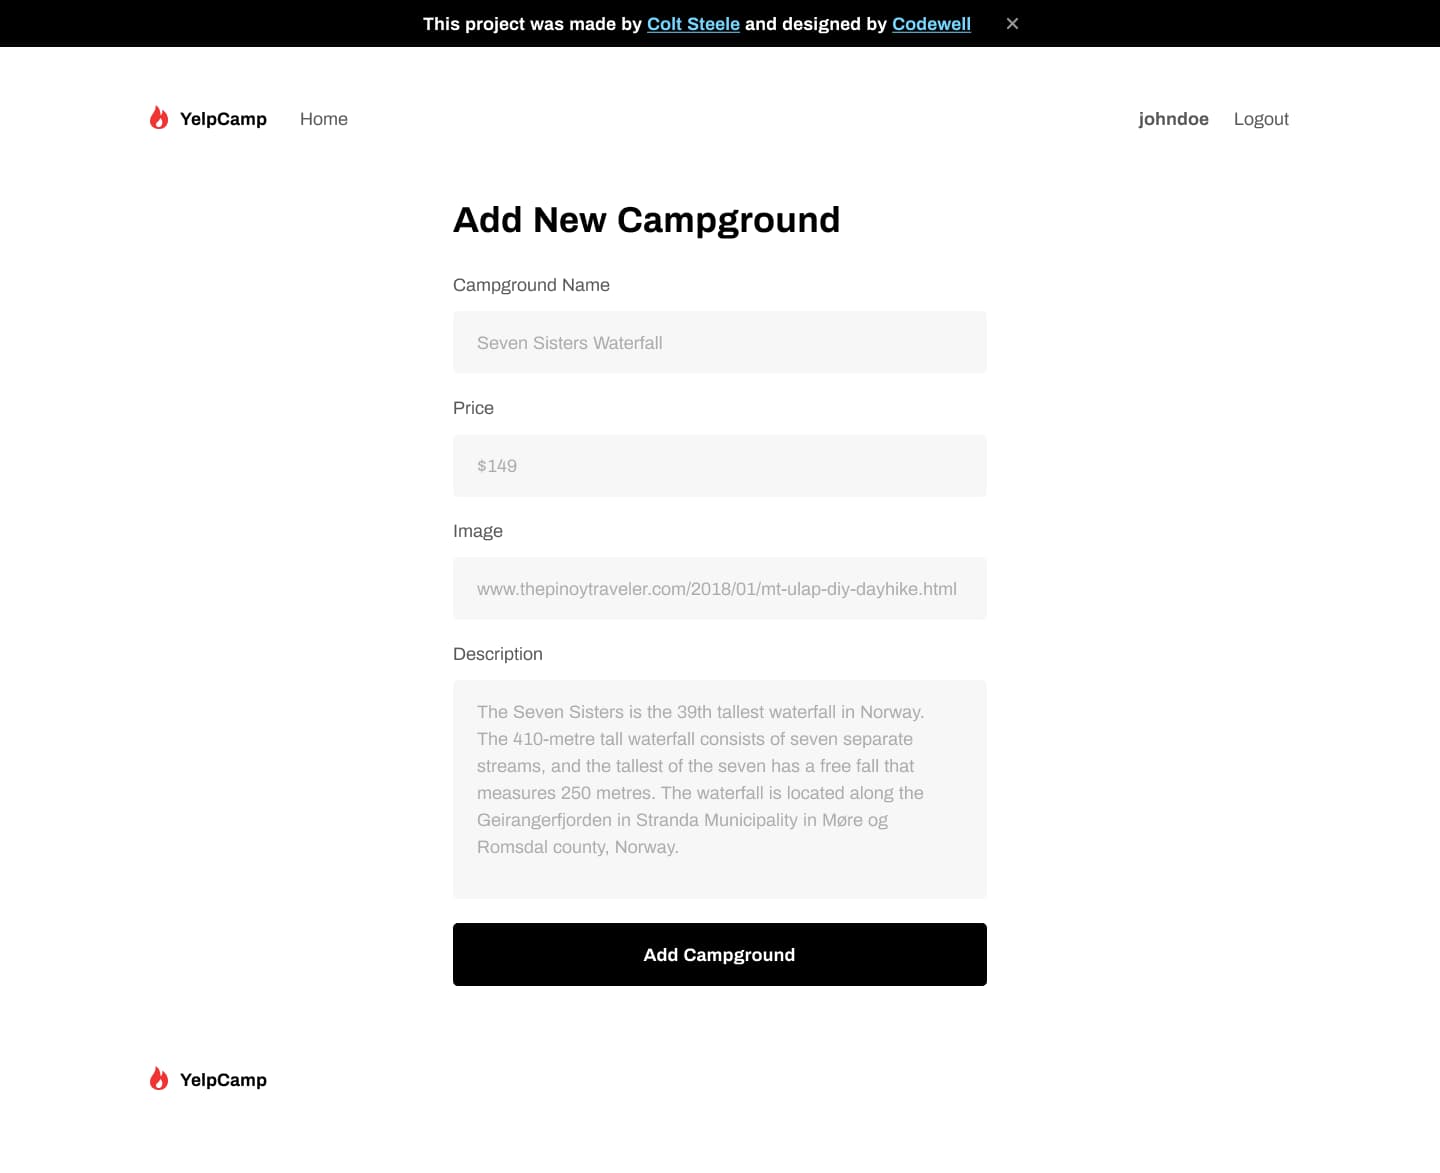 This project was made by Colt Steele and designed by Codewell ×
YelpCamp Home johndoe Logout
Add New Campground
Campground Name
Seven Sisters Waterfall
Price
$149
Image
www.thepinoytraveler.com/2018/01/mt-ulap-diy-dayhike.html
Description
The Seven Sisters is the 39th tallest waterfall in Norway.
The 410-metre tall waterfall consists of seven separate
streams, and the tallest of the seven has a free fall that
measures 250 metres. The waterfall is located along the
Geirangerfjorden in Stranda Municipality in Møre og
Romsdal county, Norway.
Add Campground
YelpCamp